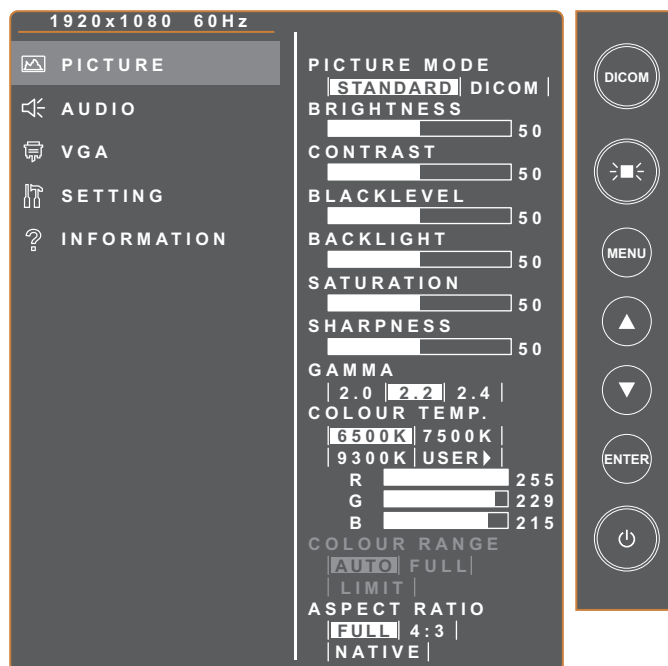 1920x1080 60Hz
PICTURE
AUDIO
VGA
SETTING
INFORMATION
PICTURE MODE
STANDARD DICOM
BRIGHTNESS
50
CONTRAST
50
BLACKLEVEL
50
BACKLIGHT
50
SATURATION
50
SHARPNESS
50
GAMMA
2.0 2.2 2.4
COLOUR TEMP.
6500K 7500K
9300K USER
R 255
G 229
B 215
COLOUR RANGE
AUTO FULL
LIMIT
ASPECT RATIO
FULL 4:3
NATIVE
DICOM
MENU
ENTER